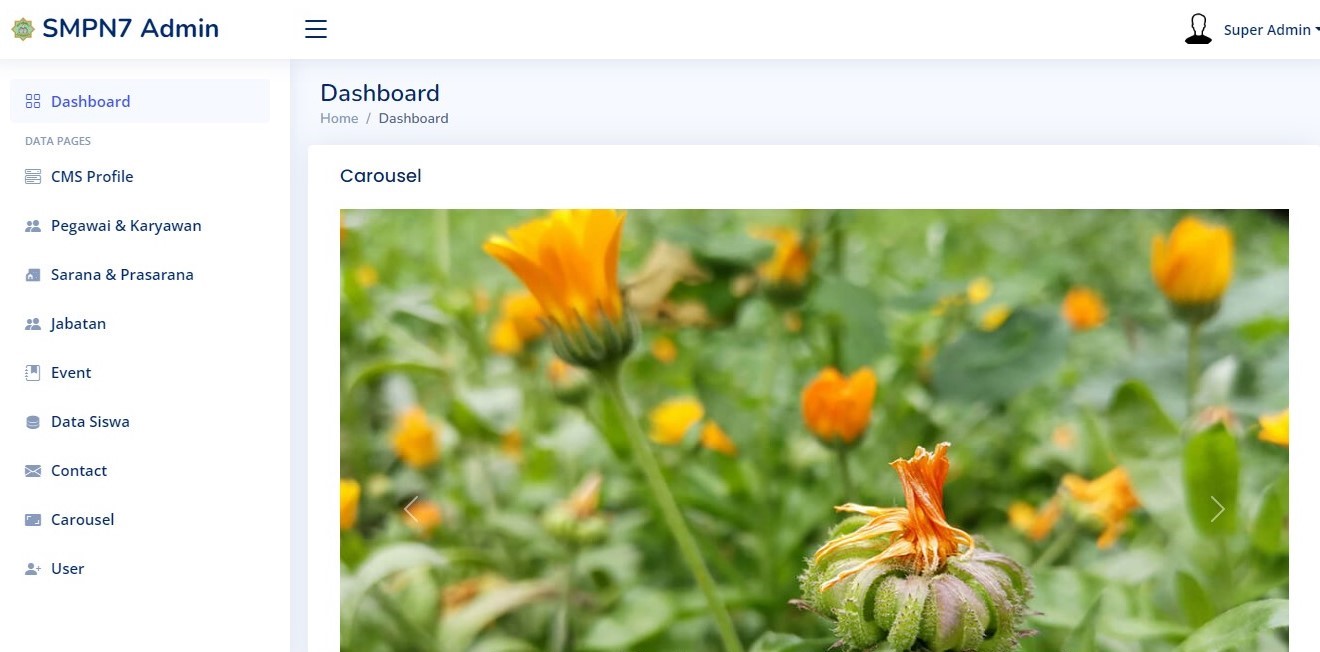 SMPN7 Admin
Super Admin
Dashboard
DATA PAGES
CMS Profile
Pegawai & Karyawan
Sarana & Prasarana
Jabatan
Event
Data Siswa
Contact
Carousel
User
Dashboard
Home / Dashboard
Carousel